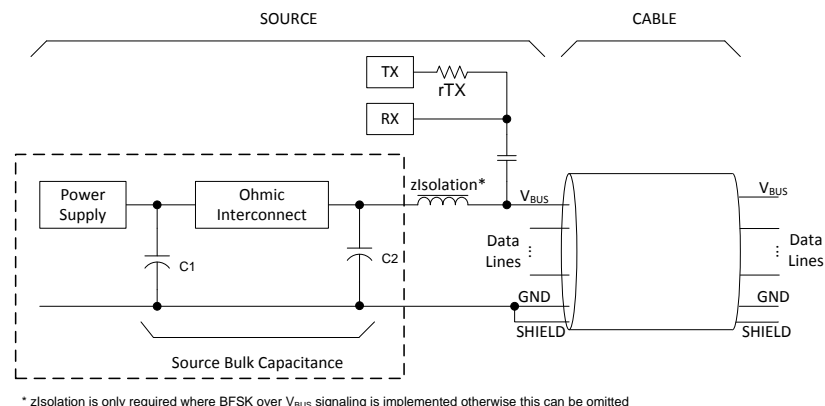 SOURCE
CABLE
TX
rTX
RX
Power
Supply
Ohmic
Interconnect
zIsolation*
VBUS
VBUS
C1
C2
Data
Lines
...
Data
Lines
...
GND
GND
SHIELD
SHIELD
Source Bulk Capacitance
* zIsolation is only required where BFSK over VBUS signaling is implemented otherwise this can be omitted